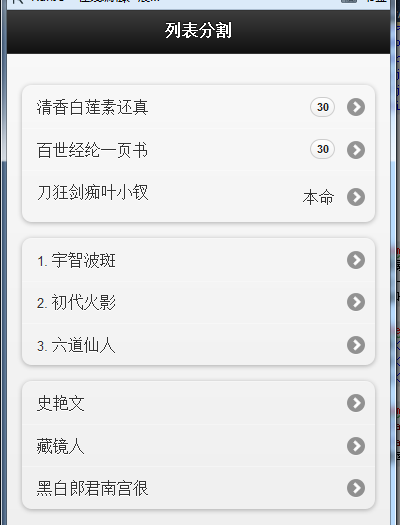 列表分割
清香白莲素还真 30
百世经纶一页书 30
刀狂剑痴叶小钗 本命
1. 宇智波斑
2. 初代火影
3. 六道仙人
史艳文
藏镜人
黑白郎君南宫很